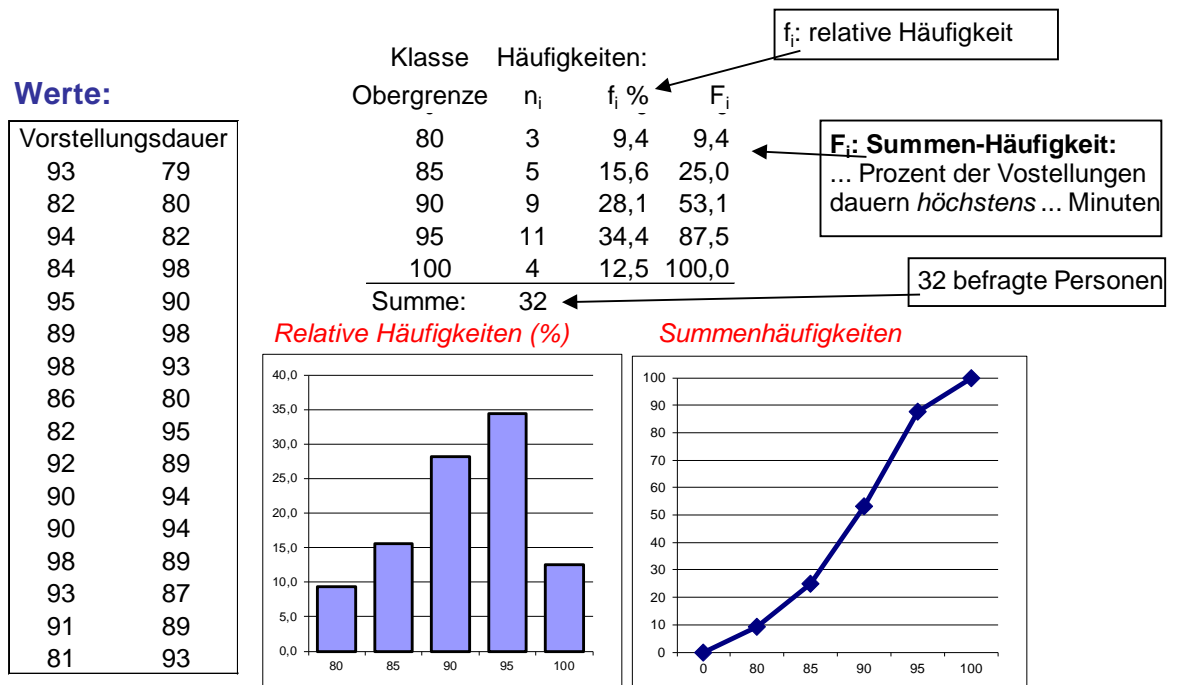 f_i: relative Häufigkeit
Klasse Häufigkeiten:
Werte:
Obergrenze n_i f_i % F_i
Vorstellungsdauer
93 79
82 80
94 82
84 98
95 90
89 98
98 93
86 80
82 95
92 89
90 94
90 94
98 89
93 87
91 89
81 93
80 3 9,4 9,4
85 5 15,6 25,0
90 9 28,1 53,1
95 11 34,4 87,5
100 4 12,5 100,0
Summe: 32
F_i: Summen-Häufigkeit:
... Prozent der Vostellungen
dauern höchstens ... Minuten
32 befragte Personen
Relative Häufigkeiten (%)
40,0
35,0
30,0
25,0
20,0
15,0
10,0
5,0
0,0
80 85 90 95 100
Summenhäufigkeiten
100
90
80
70
60
50
40
30
20
10
0
0 80 85 90 95 100